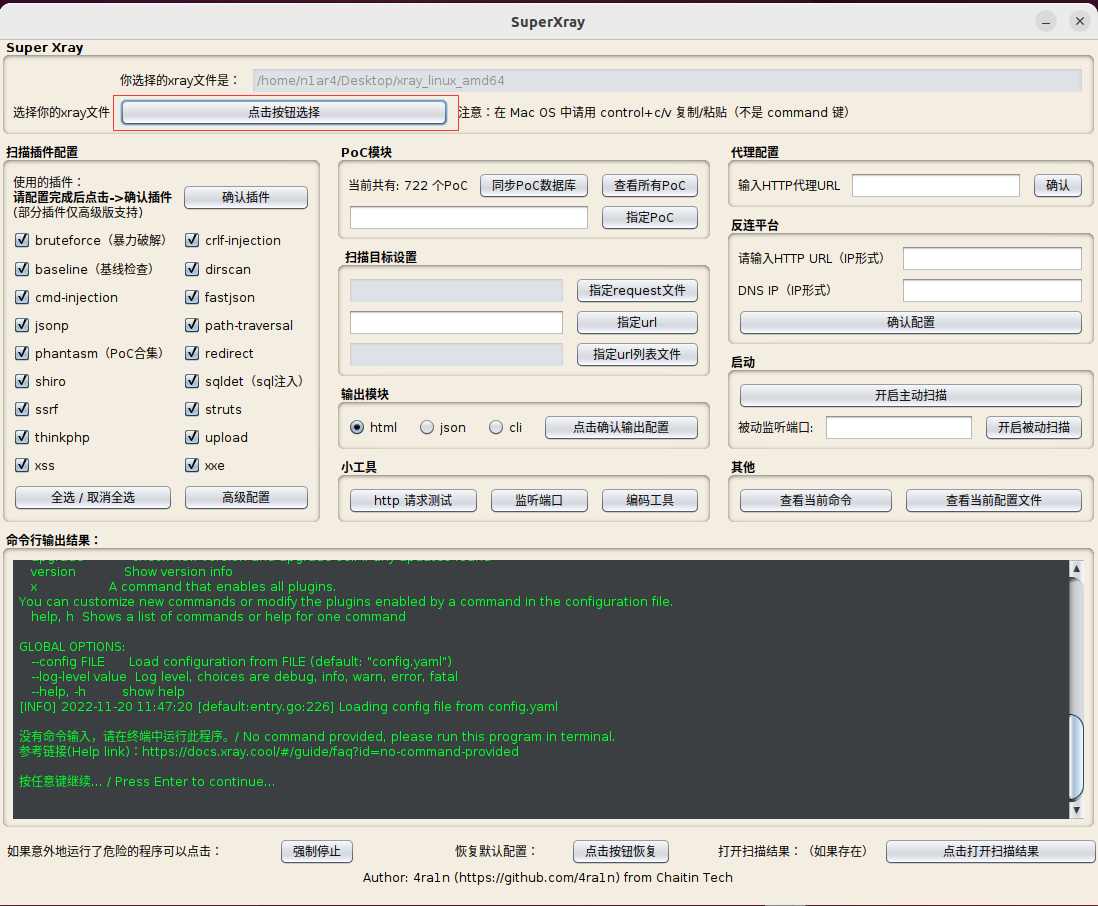 SuperXray
Super Xray
你选择的xray文件是：
/home/n1ar4/Desktop/xray_linux_amd64
选择你的xray文件
点击按钮选择
注意：在 Mac OS 中请用 control+c/v 复制/粘贴（不是 command 键）
扫描插件配置
使用的插件：
请配置完成后点击->确认插件
(部分插件仅高级版支持)
确认插件
bruteforce（暴力破解）
crlf-injection
baseline（基线检查）
dirscan
cmd-injection
fastjson
jsonp
path-traversal
phantasm（PoC合集）
redirect
shiro
sqldet（sql注入）
ssrf
struts
thinkphp
upload
xss
xxe
全选 / 取消全选
高级配置
PoC模块
当前共有: 722 个PoC
同步PoC数据库
查看所有PoC
指定PoC
扫描目标设置
指定request文件
指定url
指定url列表文件
输出模块
html
json
cli
点击确认输出配置
小工具
http 请求测试
监听端口
编码工具
代理配置
输入HTTP代理URL
确认
反连平台
请输入HTTP URL（IP形式）
DNS IP（IP形式）
确认配置
启动
开启主动扫描
被动监听端口:
开启被动扫描
其他
查看当前命令
查看当前配置文件
命令行输出结果：
version Show version info
x A command that enables all plugins.
You can customize new commands or modify the plugins enabled by a command in the configuration file.
help, h Shows a list of commands or help for one command
GLOBAL OPTIONS:
--config FILE Load configuration from FILE (default: "config.yaml")
--log-level value Log level, choices are debug, info, warn, error, fatal
--help, -h show help
[INFO] 2022-11-20 11:47:20 [default:entry.go:226] Loading config file from config.yaml
没有命令输入，请在终端中运行此程序。/ No command provided, please run this program in terminal.
参考链接(Help link)：https://docs.xray.cool/#/guide/faq?id=no-command-provided
按任意键继续... / Press Enter to continue...
如果意外地运行了危险的程序可以点击：
强制停止
恢复默认配置：
点击按钮恢复
打开扫描结果：（如果存在）
点击打开扫描结果
Author: 4ra1n (https://github.com/4ra1n) from Chaitin Tech